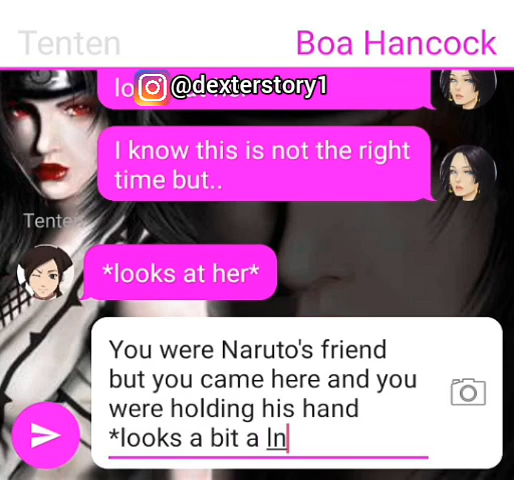 Tenten
Boa Hancock
@dexterstory1
I know this is not the right
time but..
Tenten
*looks at her*
You were Naruto's friend
but you came here and you
were holding his hand
*looks a bit a ln